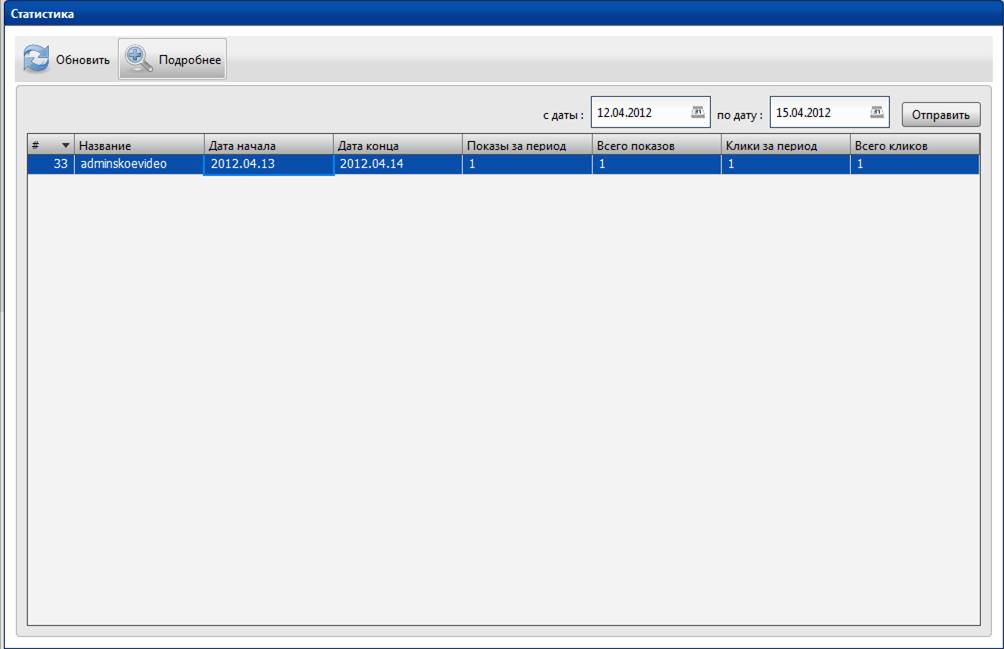 Статистика
Обновить Подробнее
с даты : 12.04.2012 по дату : 15.04.2012 Отправить
# Название Дата начала Дата конца Показы за период Всего показов Клики за период Всего кликов
33 adminskoevideo 2012.04.13 2012.04.14 1 1 1 1